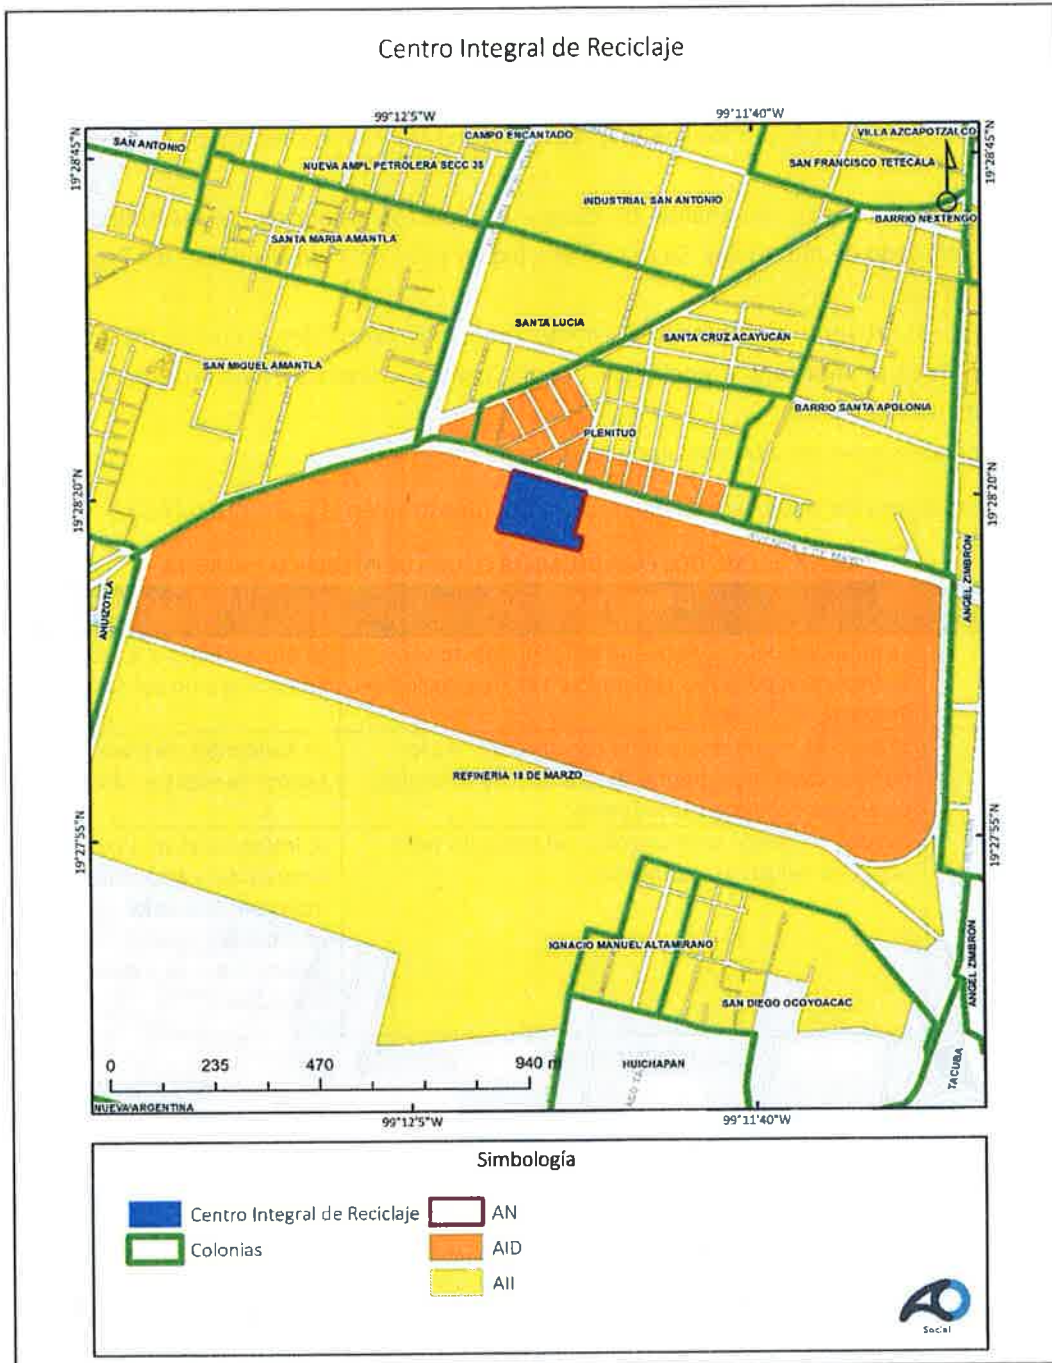 Centro Integral de Reciclaje
99°12'5"W
99°11'40"W
19°28'45"N
19°28'45"N
CAMPO ENCANTADO
VILLA AZCAPOTZALCO
SAN ANTONIO
NUEVA AMPL PETROLERA SECC 35
SAN FRANCISCO TETECALA
INDUSTRIAL SAN ANTONIO
BARRIO NEXTENGO
SANTA MARIA AMANTLA
SANTA LUCIA
SANTA CRUZ ACAYUCAN
SAN MIGUEL AMANTLA
BARRIO SANTA APOLONIA
PLENITUD
19°28'20"N
19°28'20"N
AVENIDA 5 DE MAYO
ANGEL ZIMBRON
AHUIZOTLA
REFINERIA 18 DE MARZO
19°27'55"N
19°27'55"N
IGNACIO MANUEL ALTAMIRANO
ANGEL ZIMBRON
SAN DIEGO OCOYOACAC
0 235 470 940 m
HUICHAPAN
TACUBA
NUEVA ARGENTINA
99°12'5"W
99°11'40"W
Simbología
Centro Integral de Reciclaje
AN
Colonias
AID
AII
Social